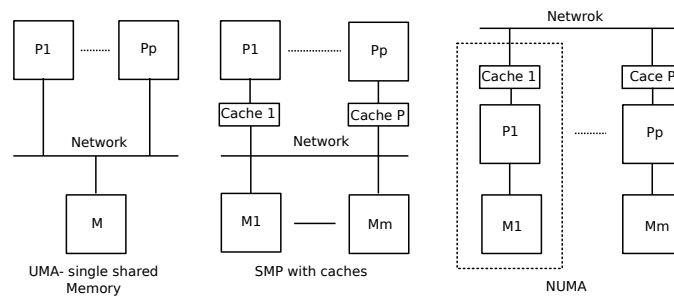 P1
Pp
Network
M
UMA- single shared
Memory
P1
Pp
Cache 1
Cache P
Network
M1
Mm
SMP with caches
Netwrok
Cache 1
Cace P
P1
Pp
M1
Mm
NUMA